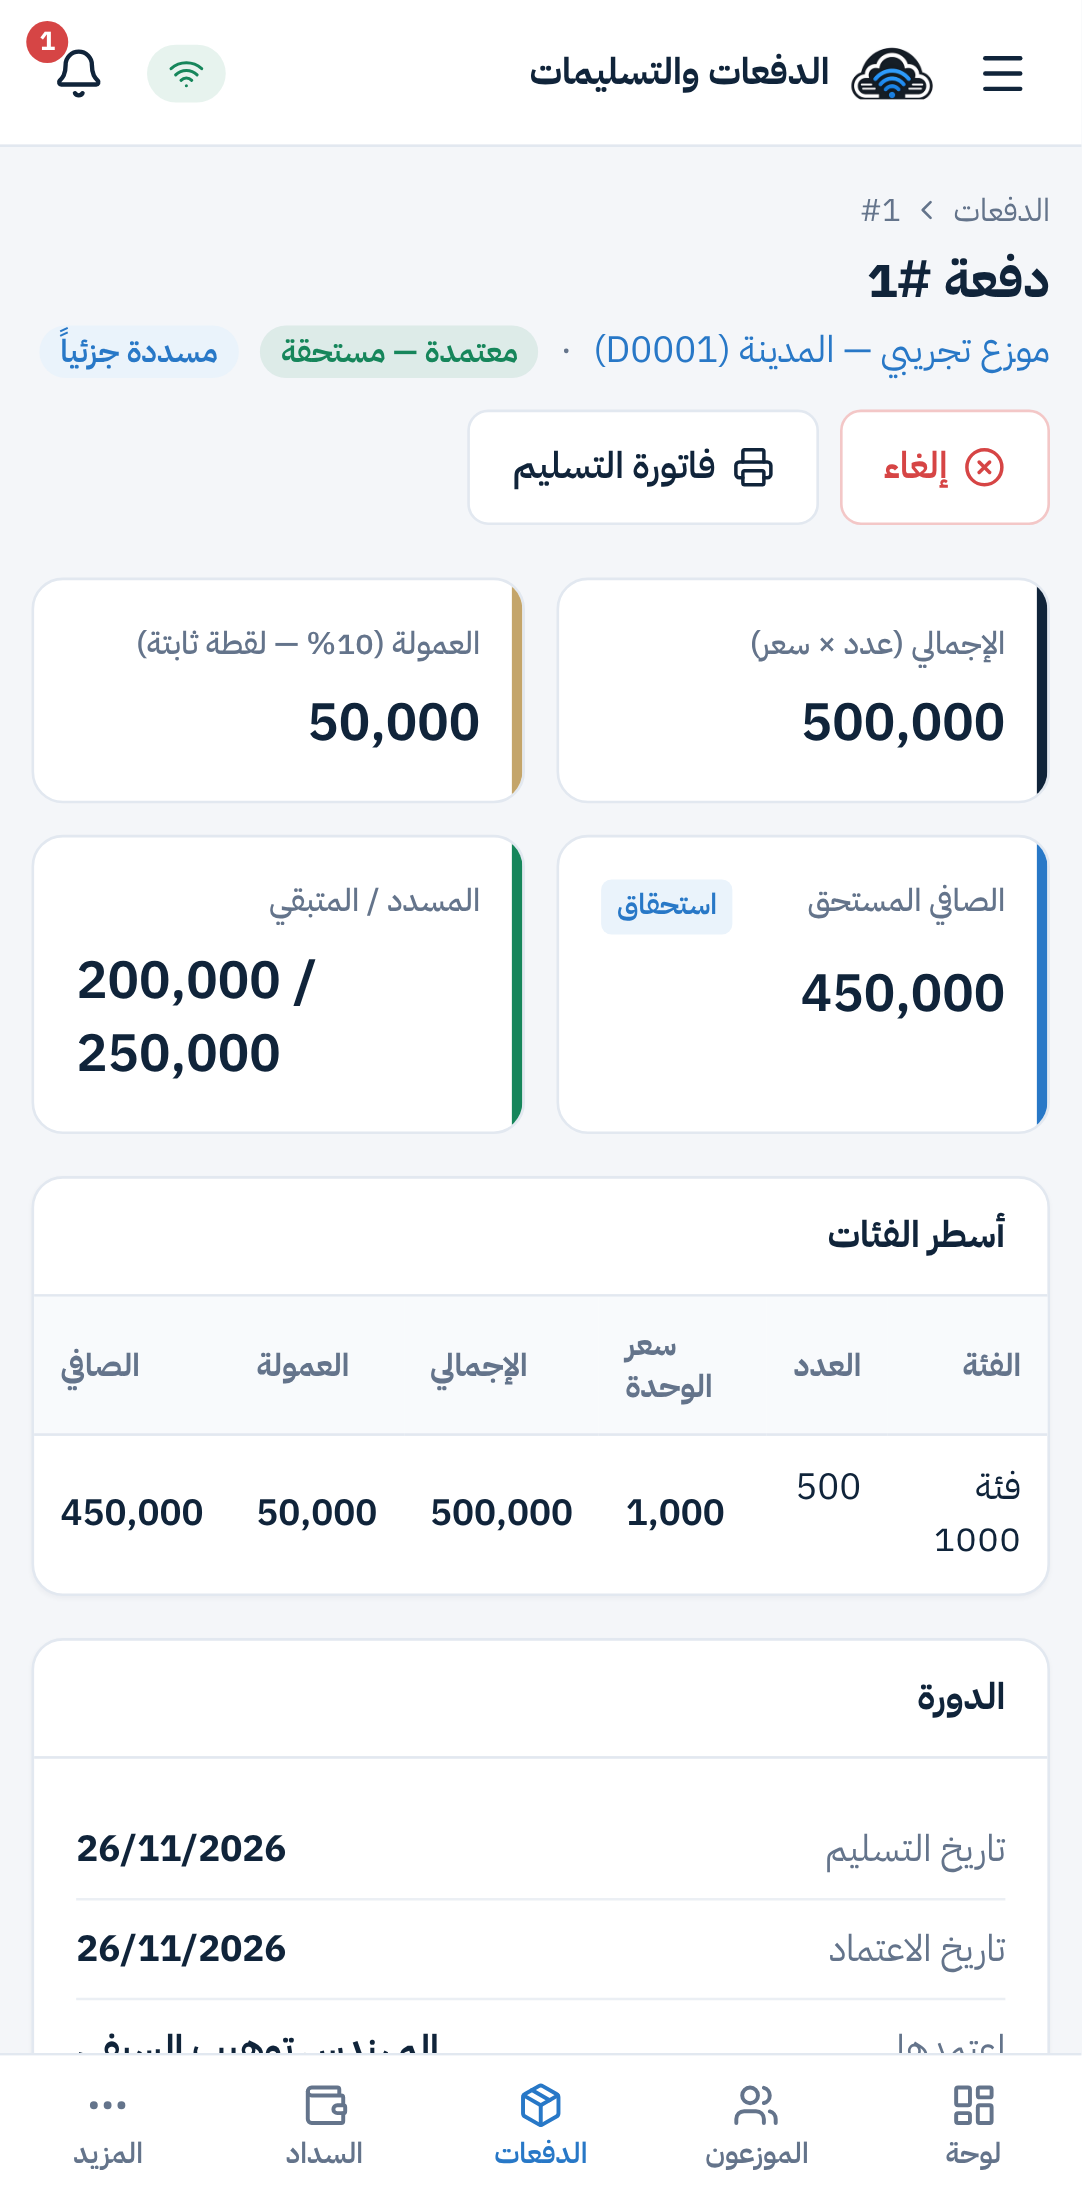 الدفعات والتسليمات
1
الدفعات > #1
دفعة #1
موزع تجريبي — المدينة (D0001) · معتمدة — مستحقة مسددة جزئياً
إلغاء
فاتورة التسليم
الإجمالي (عدد × سعر)
500,000
العمولة (10% — لقطة ثابتة)
50,000
الصافي المستحق استحقاق
450,000
المسدد / المتبقي
200,000 /
250,000
أسطر الفئات
الفئة العدد سعر الوحدة الإجمالي العمولة الصافي
فئة 1000 500 1,000 500,000 50,000 450,000
الدورة
تاريخ التسليم 26/11/2026
تاريخ الاعتماد 26/11/2026
اعتمدها المهندس توهيب السيفي
لوحة الموزعون الدفعات السداد المزيد